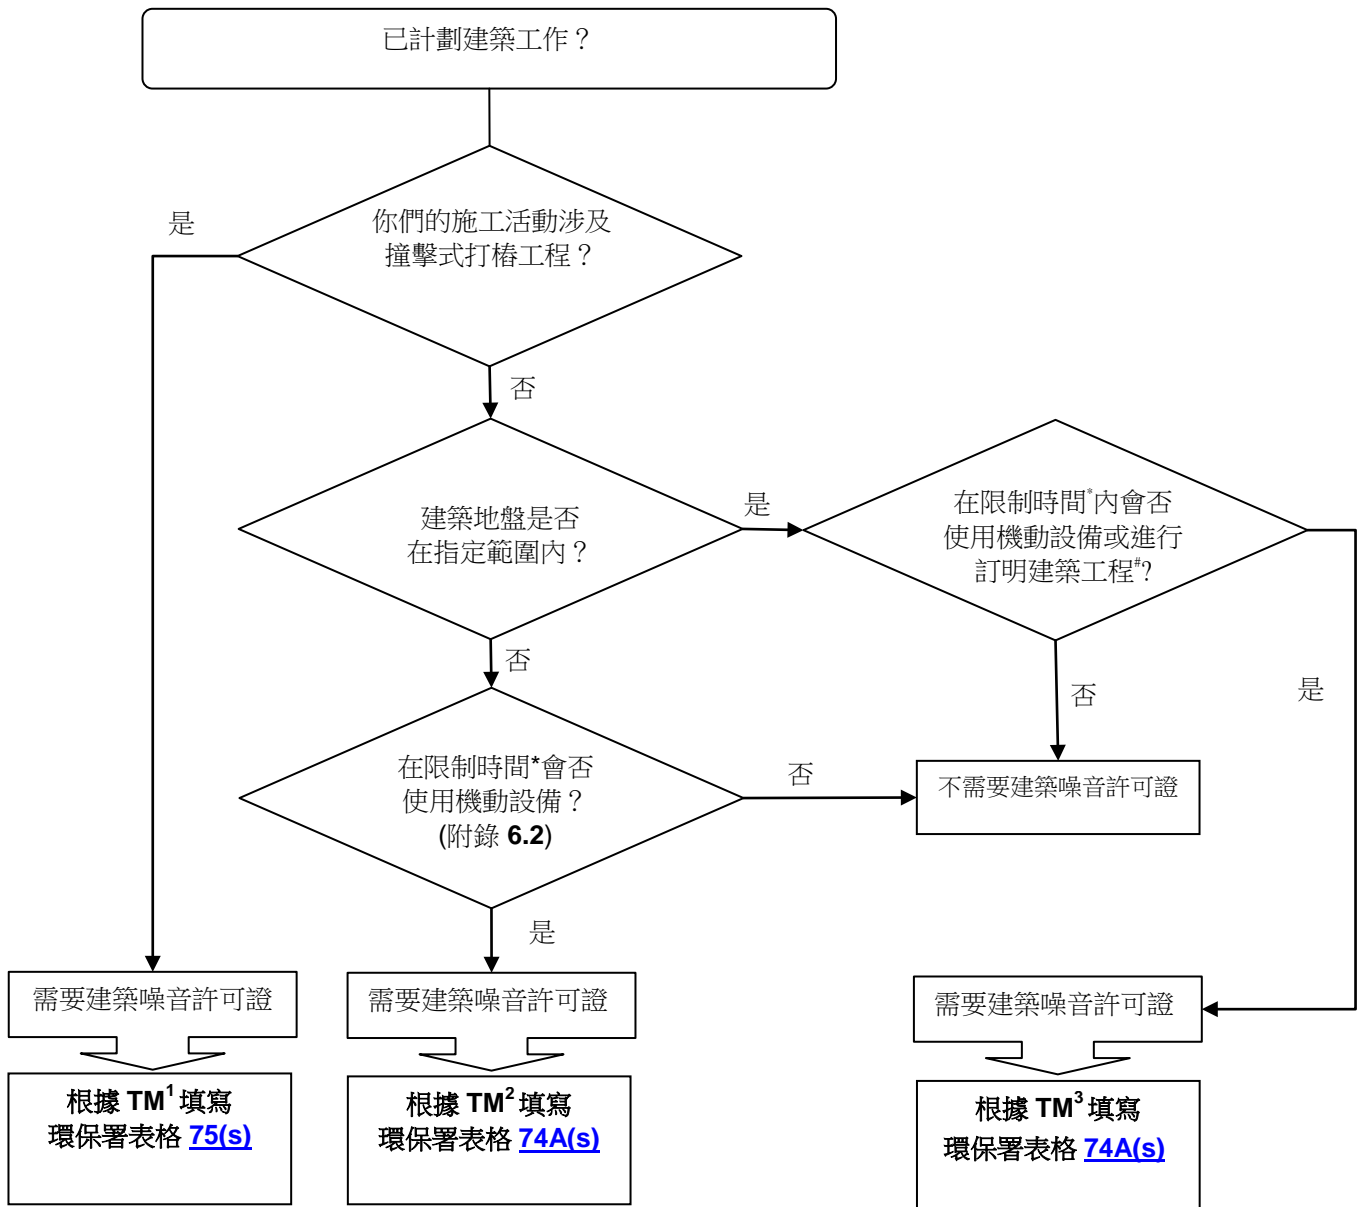 已計劃建築工作？
是
你們的施工活動涉及
撞擊式打樁工程？
否
建築地盤是否
在指定範圍內？
是
在限制時間*內會否
使用機動設備或進行
訂明建築工程#?
否
是
否
在限制時間*會否
使用機動設備？
(附錄 6.2)
否
不需要建築噪音許可證
是
需要建築噪音許可證
需要建築噪音許可證
需要建築噪音許可證
根據 TM1 填寫
環保署表格 75(s)
根據 TM2 填寫
環保署表格 74A(s)
根據 TM3 填寫
環保署表格 74A(s)